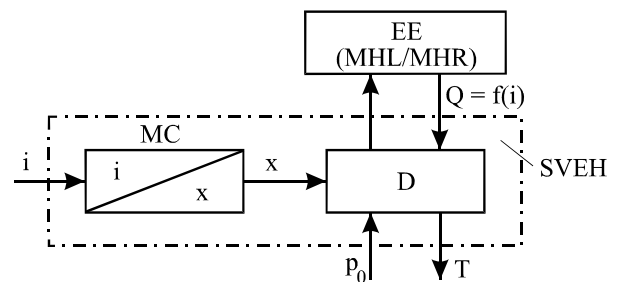 EE
(MHL/MHR)
Q = f(i)
MC
i
i
x
x
D
SVEH
p0
T